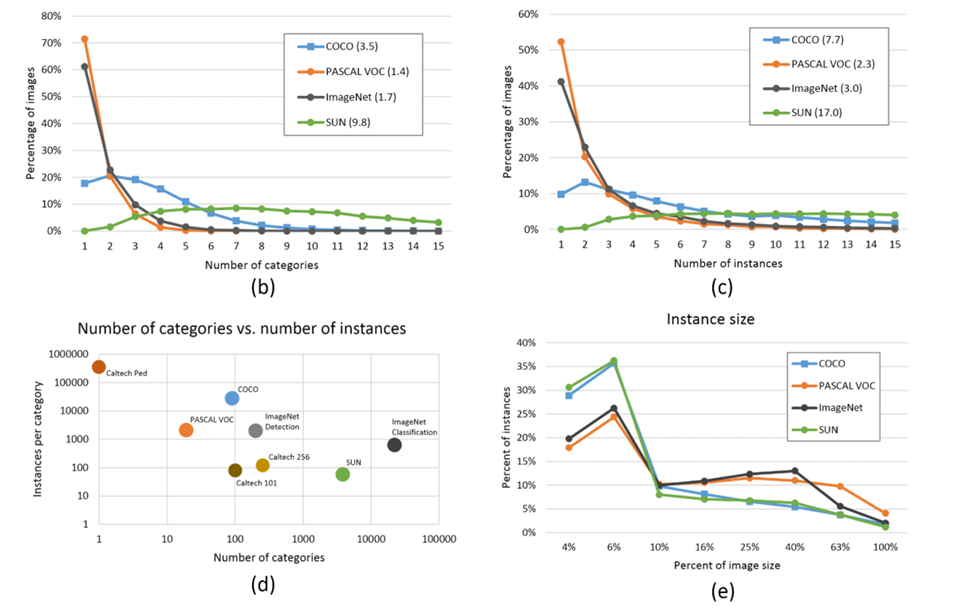 80%
70%
60%
50%
40%
30%
20%
10%
0%
Percentage of images
COCO (3.5)
PASCAL VOC (1.4)
ImageNet (1.7)
SUN (9.8)
1 2 3 4 5 6 7 8 9 10 11 12 13 14 15
Number of categories
(b)
60%
50%
40%
30%
20%
10%
0%
Percentage of images
COCO (7.7)
PASCAL VOC (2.3)
ImageNet (3.0)
SUN (17.0)
1 2 3 4 5 6 7 8 9 10 11 12 13 14 15
Number of instances
(c)
Number of categories vs. number of instances
1000000
100000
10000
1000
100
10
1
Instances per category
Caltech Ped
COCO
PASCAL VOC
ImageNet
Detection
ImageNet
Classification
Caltech 256
Caltech 101
SUN
1 10 100 1000 10000 100000
Number of categories
(d)
Instance size
40%
35%
30%
25%
20%
15%
10%
5%
0%
Percent of instances
COCO
PASCAL VOC
ImageNet
SUN
4% 6% 10% 16% 25% 40% 63% 100%
Percent of image size
(e)